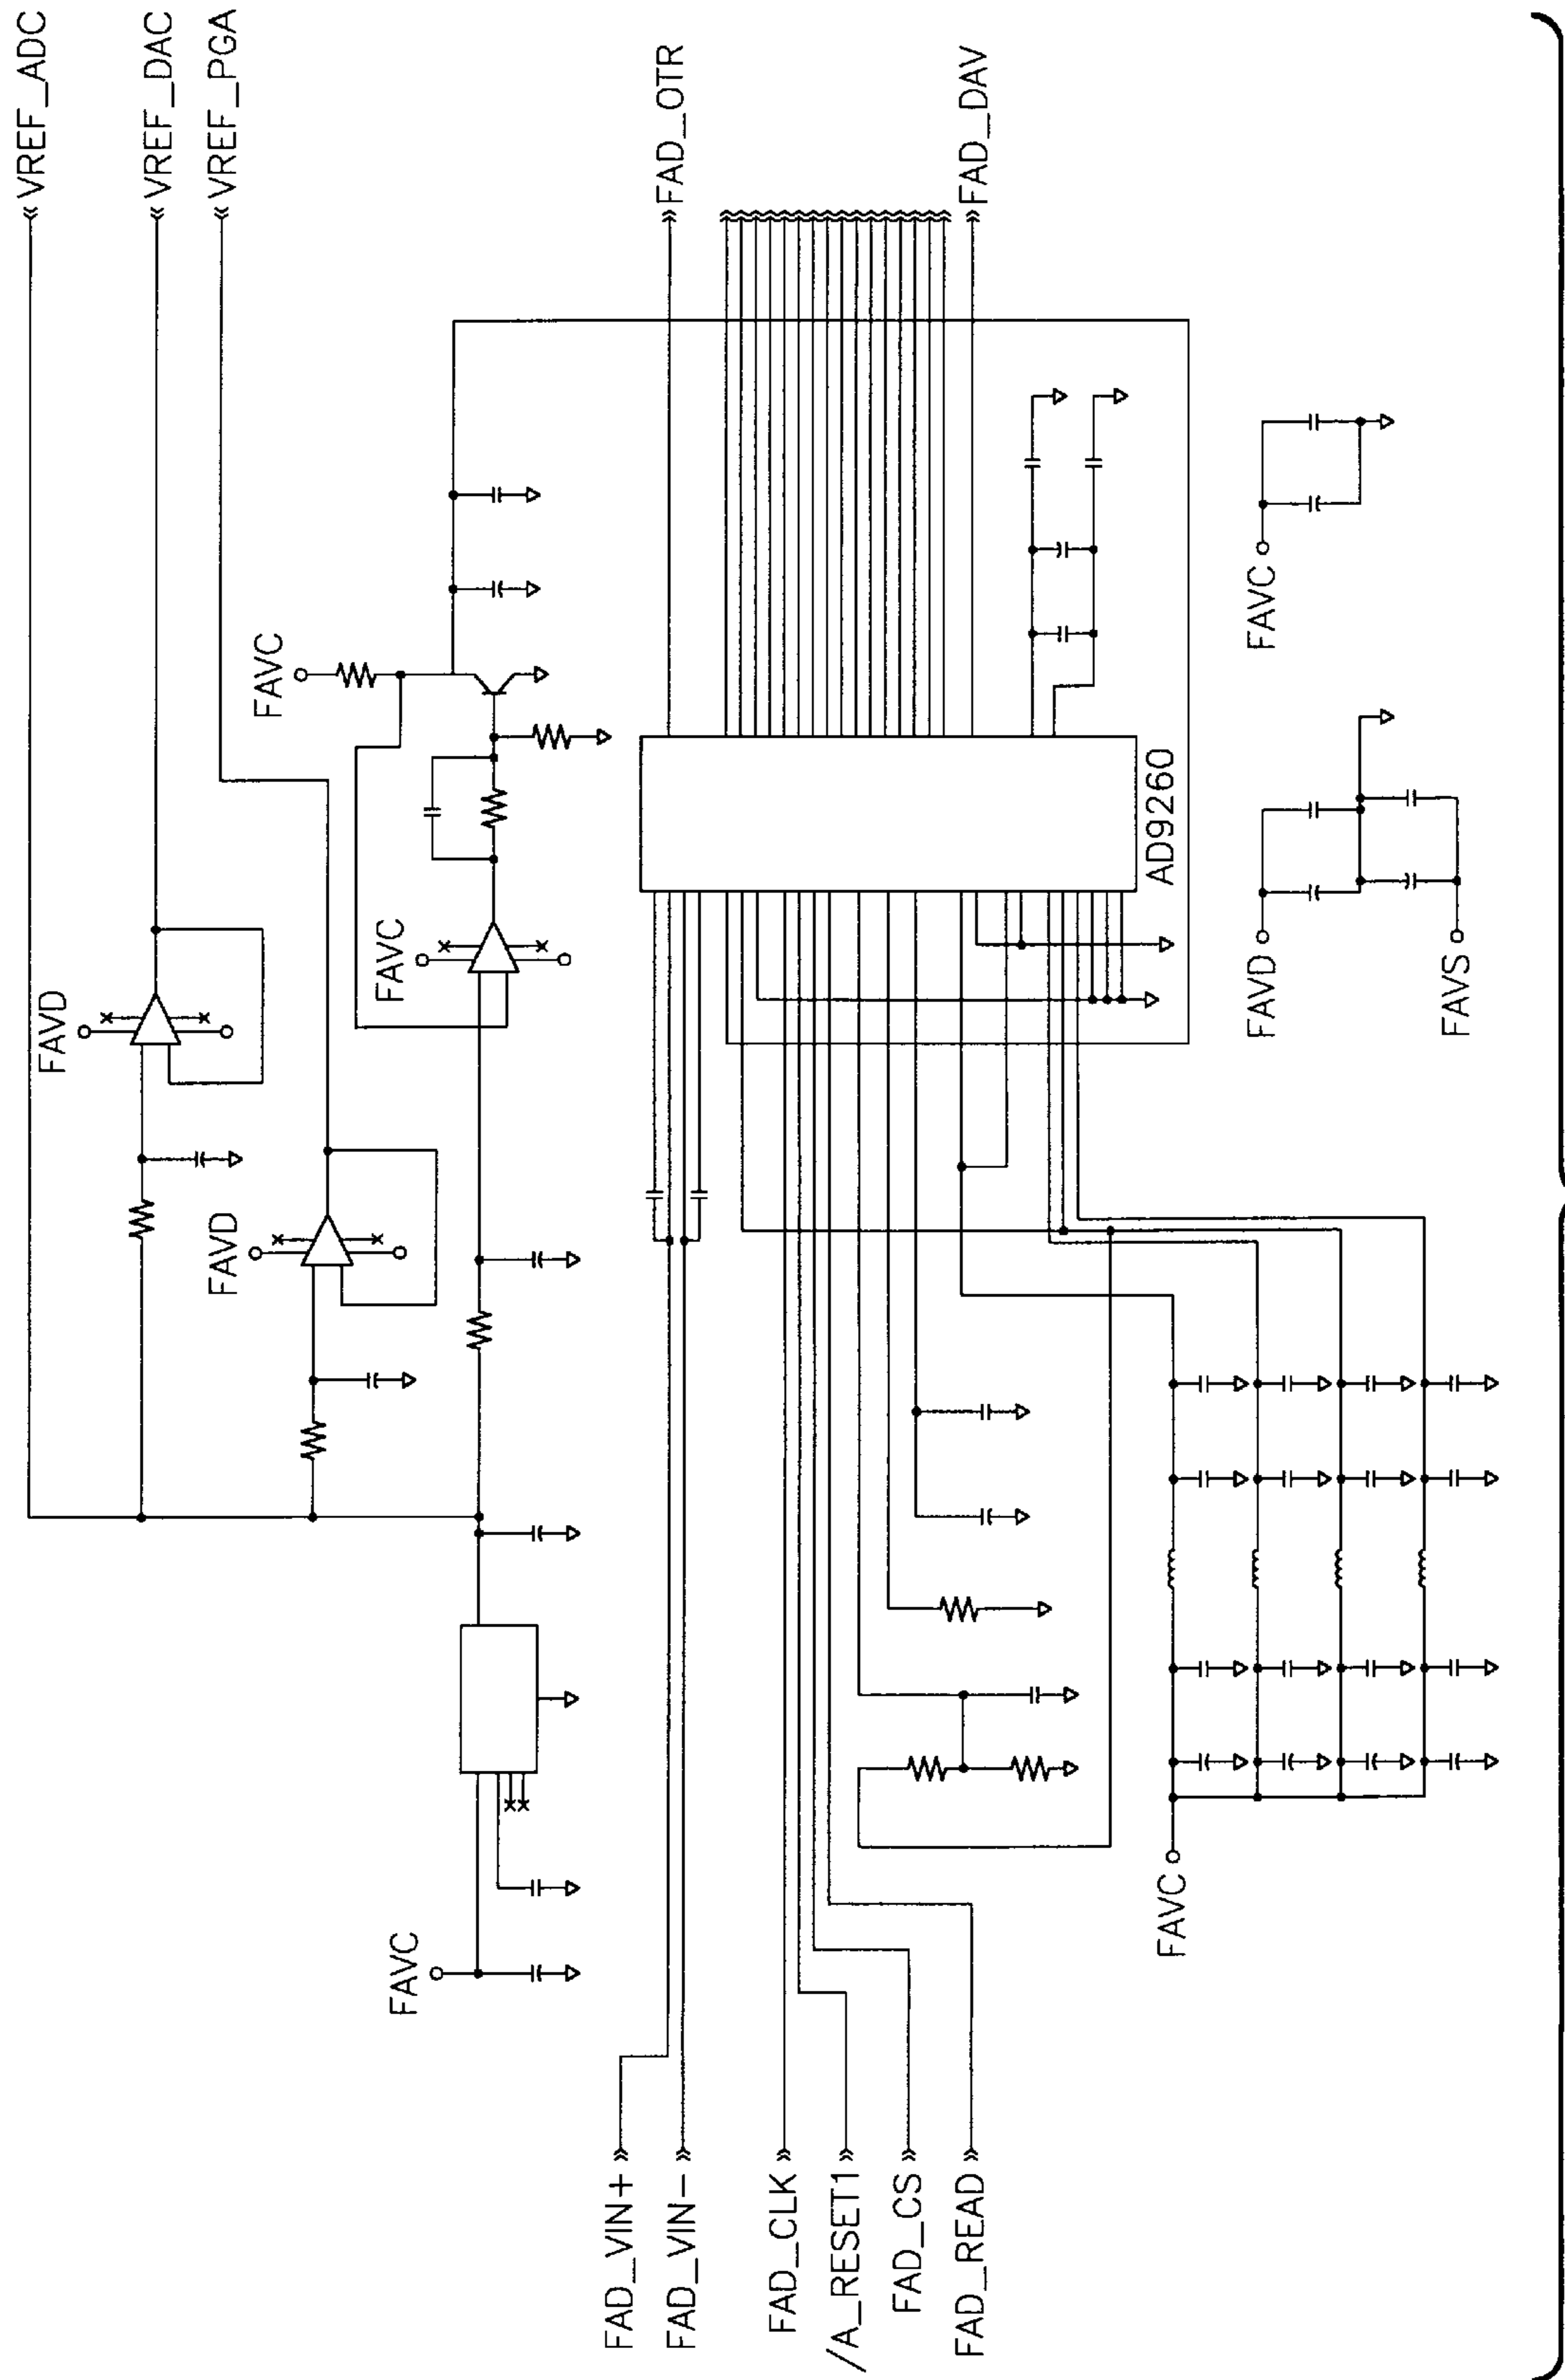 VREF_ADC
VREF_DAC
VREF_PGA
FAVD
FAVD
FAVC
FAVC
FAVC
FAD_VIN+
FAD_VIN-
FAD_CLK
/A_RESET1
FAD_CS
FAD_READ
FAD_OTR
FAD_DAV
AD9260
FAVC
FAVD
FAVS
FAVC